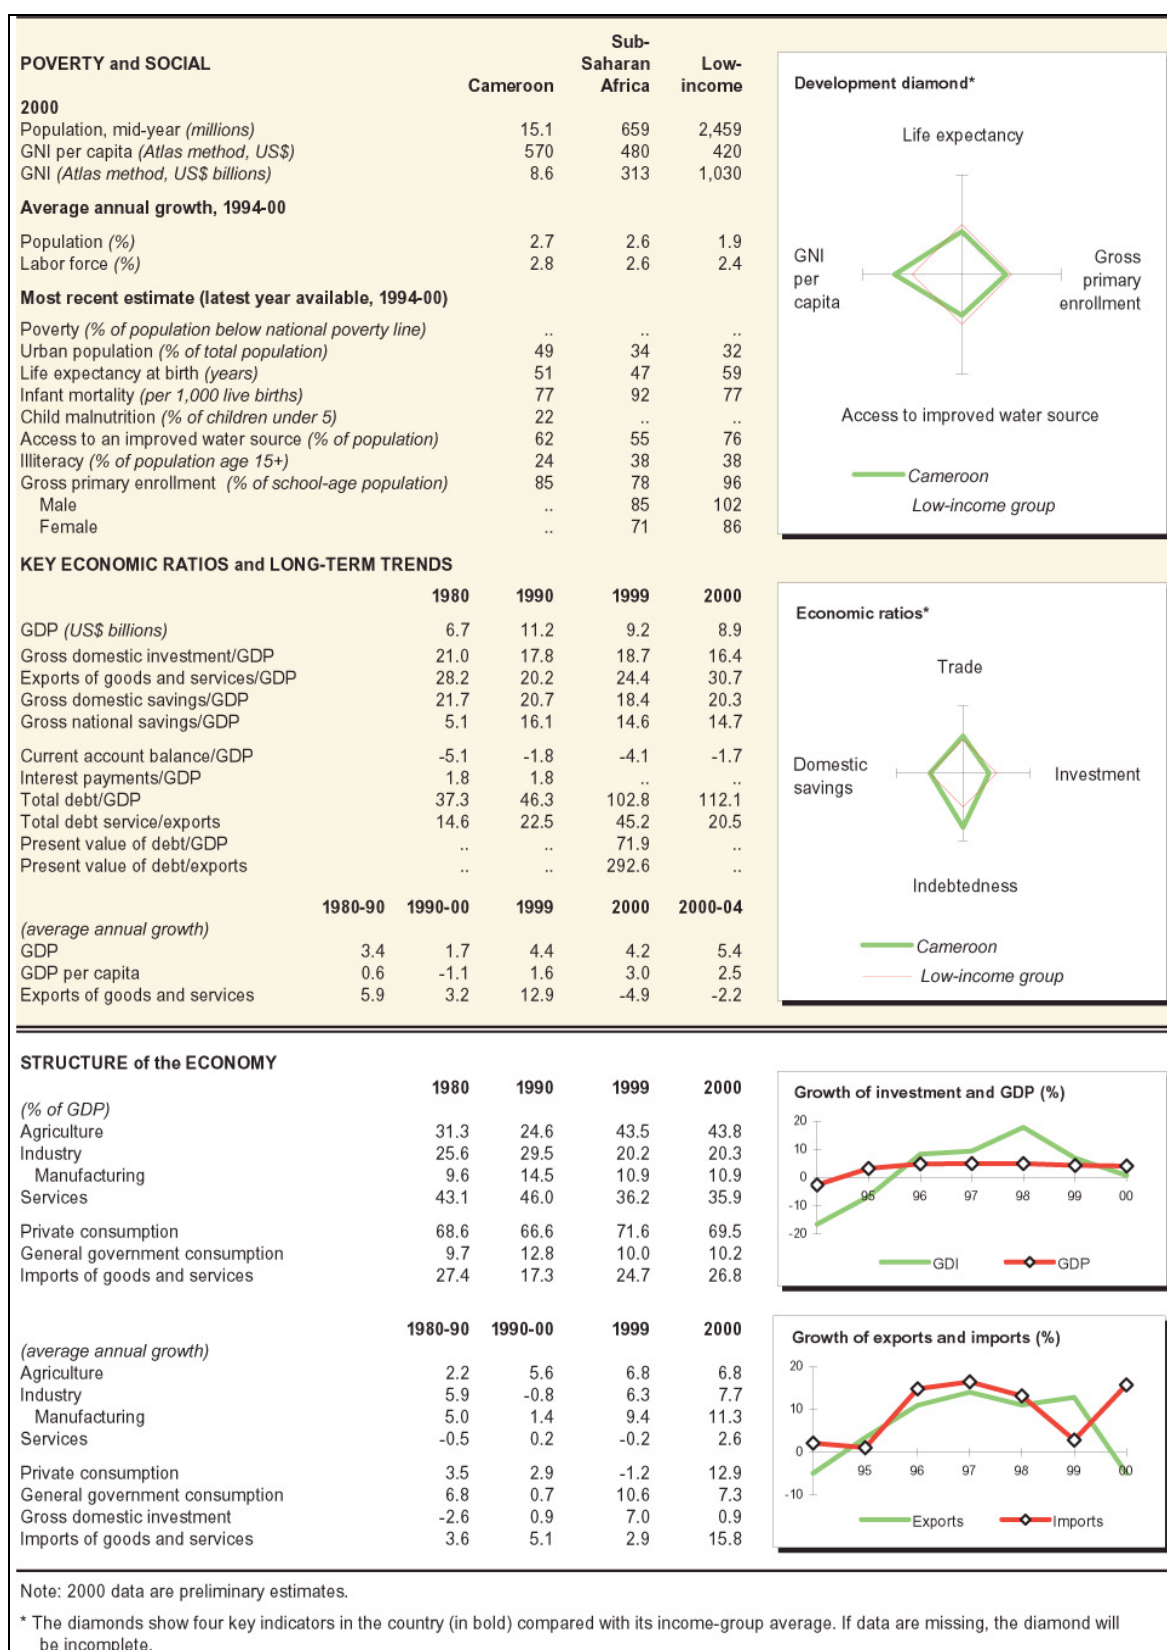 POVERTY and SOCIAL Cameroon Sub-Saharan Africa Low-income
2000
Population, mid-year (millions) 15.1 659 2,459
GNI per capita (Atlas method, US$) 570 480 420
GNI (Atlas method, US$ billions) 8.6 313 1,030
Average annual growth, 1994-00
Population (%) 2.7 2.6 1.9
Labor force (%) 2.8 2.6 2.4
Most recent estimate (latest year available, 1994-00)
Poverty (% of population below national poverty line) .. .. ..
Urban population (% of total population) 49 34 32
Life expectancy at birth (years) 51 47 59
Infant mortality (per 1,000 live births) 77 92 77
Child malnutrition (% of children under 5) 22 .. ..
Access to an improved water source (% of population) 62 55 76
Illiteracy (% of population age 15+) 24 38 38
Gross primary enrollment (% of school-age population) 85 78 96
Male .. 85 102
Female .. 71 86
Development diamond*
Life expectancy
GNI per capita
Gross primary enrollment
Access to improved water source
Cameroon
Low-income group
KEY ECONOMIC RATIOS and LONG-TERM TRENDS
1980 1990 1999 2000
GDP (US$ billions) 6.7 11.2 9.2 8.9
Gross domestic investment/GDP 21.0 17.8 18.7 16.4
Exports of goods and services/GDP 28.2 20.2 24.4 30.7
Gross domestic savings/GDP 21.7 20.7 18.4 20.3
Gross national savings/GDP 5.1 16.1 14.6 14.7
Current account balance/GDP -5.1 -1.8 -4.1 -1.7
Interest payments/GDP 1.8 1.8 .. ..
Total debt/GDP 37.3 46.3 102.8 112.1
Total debt service/exports 14.6 22.5 45.2 20.5
Present value of debt/GDP .. .. 71.9 ..
Present value of debt/exports .. .. 292.6 ..
1980-90 1990-00 1999 2000 2000-04
(average annual growth)
GDP 3.4 1.7 4.4 4.2 5.4
GDP per capita 0.6 -1.1 1.6 3.0 2.5
Exports of goods and services 5.9 3.2 12.9 -4.9 -2.2
Economic ratios*
Trade
Domestic savings
Investment
Indebtedness
Cameroon
Low-income group
STRUCTURE of the ECONOMY
1980 1990 1999 2000
(% of GDP)
Agriculture 31.3 24.6 43.5 43.8
Industry 25.6 29.5 20.2 20.3
Manufacturing 9.6 14.5 10.9 10.9
Services 43.1 46.0 36.2 35.9
Private consumption 68.6 66.6 71.6 69.5
General government consumption 9.7 12.8 10.0 10.2
Imports of goods and services 27.4 17.3 24.7 26.8
Growth of investment and GDP (%)
20
10
0
-10
-20
95 96 97 98 99 00
GDI GDP
1980-90 1990-00 1999 2000
(average annual growth)
Agriculture 2.2 5.6 6.8 6.8
Industry 5.9 -0.8 6.3 7.7
Manufacturing 5.0 1.4 9.4 11.3
Services -0.5 0.2 -0.2 2.6
Private consumption 3.5 2.9 -1.2 12.9
General government consumption 6.8 0.7 10.6 7.3
Gross domestic investment -2.6 0.9 7.0 0.9
Imports of goods and services 3.6 5.1 2.9 15.8
Growth of exports and imports (%)
20
10
0
-10
95 96 97 98 99 00
Exports Imports
Note: 2000 data are preliminary estimates.
* The diamonds show four key indicators in the country (in bold) compared with its income-group average. If data are missing, the diamond will
be incomplete.